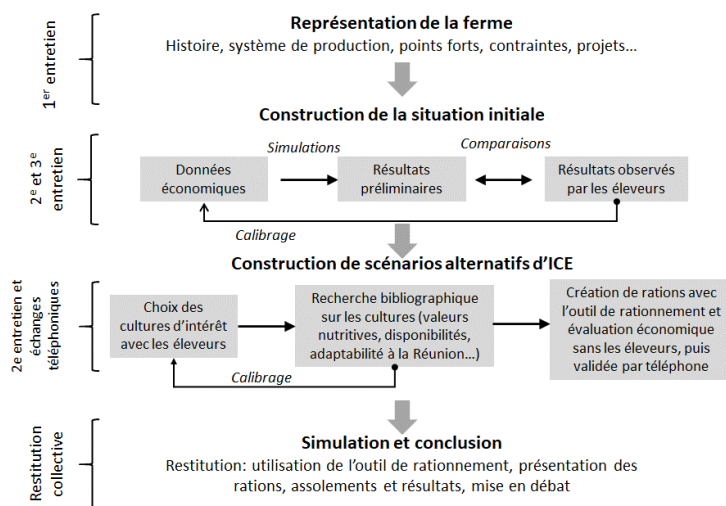 1er entretien
Représentation de la ferme
Histoire, système de production, points forts, contraintes, projets…
2e et 3e
entretien
Construction de la situation initiale
Simulations
Comparaisons
Données
économiques
Résultats
préliminaires
Résultats observés
par les éleveurs
Calibrage
2e entretien et
échanges
téléphoniques
Construction de scénarios alternatifs d’ICE
Choix des
cultures d’intérêt
avec les éleveurs
Recherche bibliographique
sur les cultures (valeurs
nutritives, disponibilités,
adaptabilité à la Réunion…)
Création de rations avec
l’outil de rationnement et
évaluation économique
sans les éleveurs, puis
validée par téléphone
Calibrage
Restitution
collective
Simulation et conclusion
Restitution: utilisation de l’outil de rationnement, présentation des
rations, assolements et résultats, mise en débat